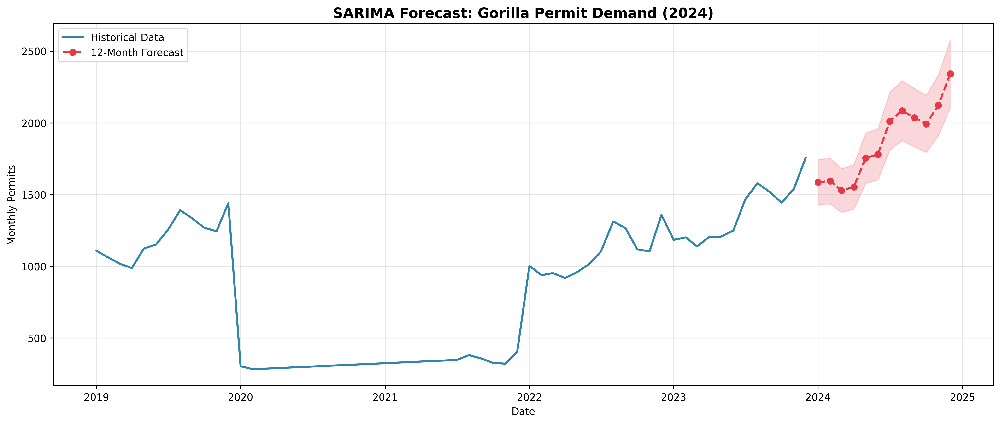 SARIMA Forecast: Gorilla Permit Demand (2024)
Historical Data
12-Month Forecast
Monthly Permits
2500
2000
1500
1000
500
2019
2020
2021
2022
2023
2024
2025
Date